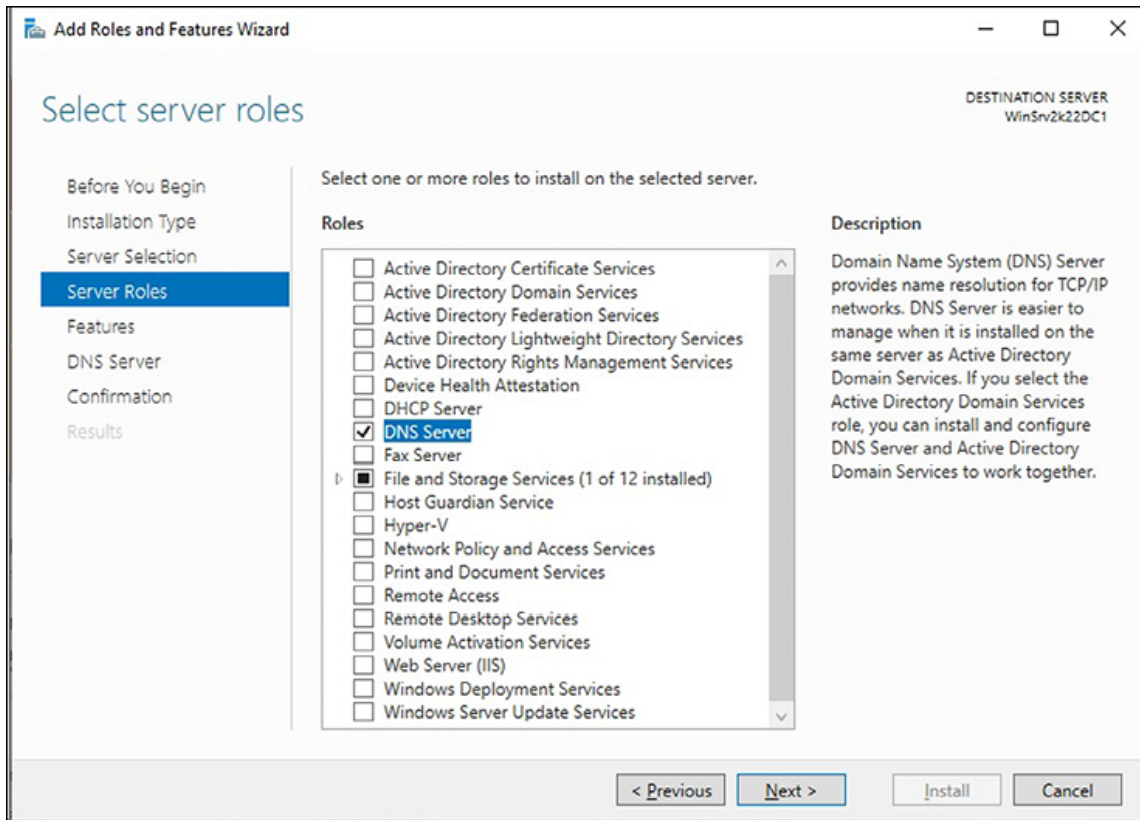 Add Roles and Features Wizard
Select server roles
DESTINATION SERVER
WinSrv2k22DC1
Before You Begin
Installation Type
Server Selection
Server Roles
Features
DNS Server
Confirmation
Results
Select one or more roles to install on the selected server.
Roles
Active Directory Certificate Services
Active Directory Domain Services
Active Directory Federation Services
Active Directory Lightweight Directory Services
Active Directory Rights Management Services
Device Health Attestation
DHCP Server
DNS Server
Fax Server
File and Storage Services (1 of 12 installed)
Host Guardian Service
Hyper-V
Network Policy and Access Services
Print and Document Services
Remote Access
Remote Desktop Services
Volume Activation Services
Web Server (IIS)
Windows Deployment Services
Windows Server Update Services
Description
Domain Name System (DNS) Server
provides name resolution for TCP/IP
networks. DNS Server is easier to
manage when it is installed on the
same server as Active Directory
Domain Services. If you select the
Active Directory Domain Services
role, you can install and configure
DNS Server and Active Directory
Domain Services to work together.
< Previous
Next >
Install
Cancel